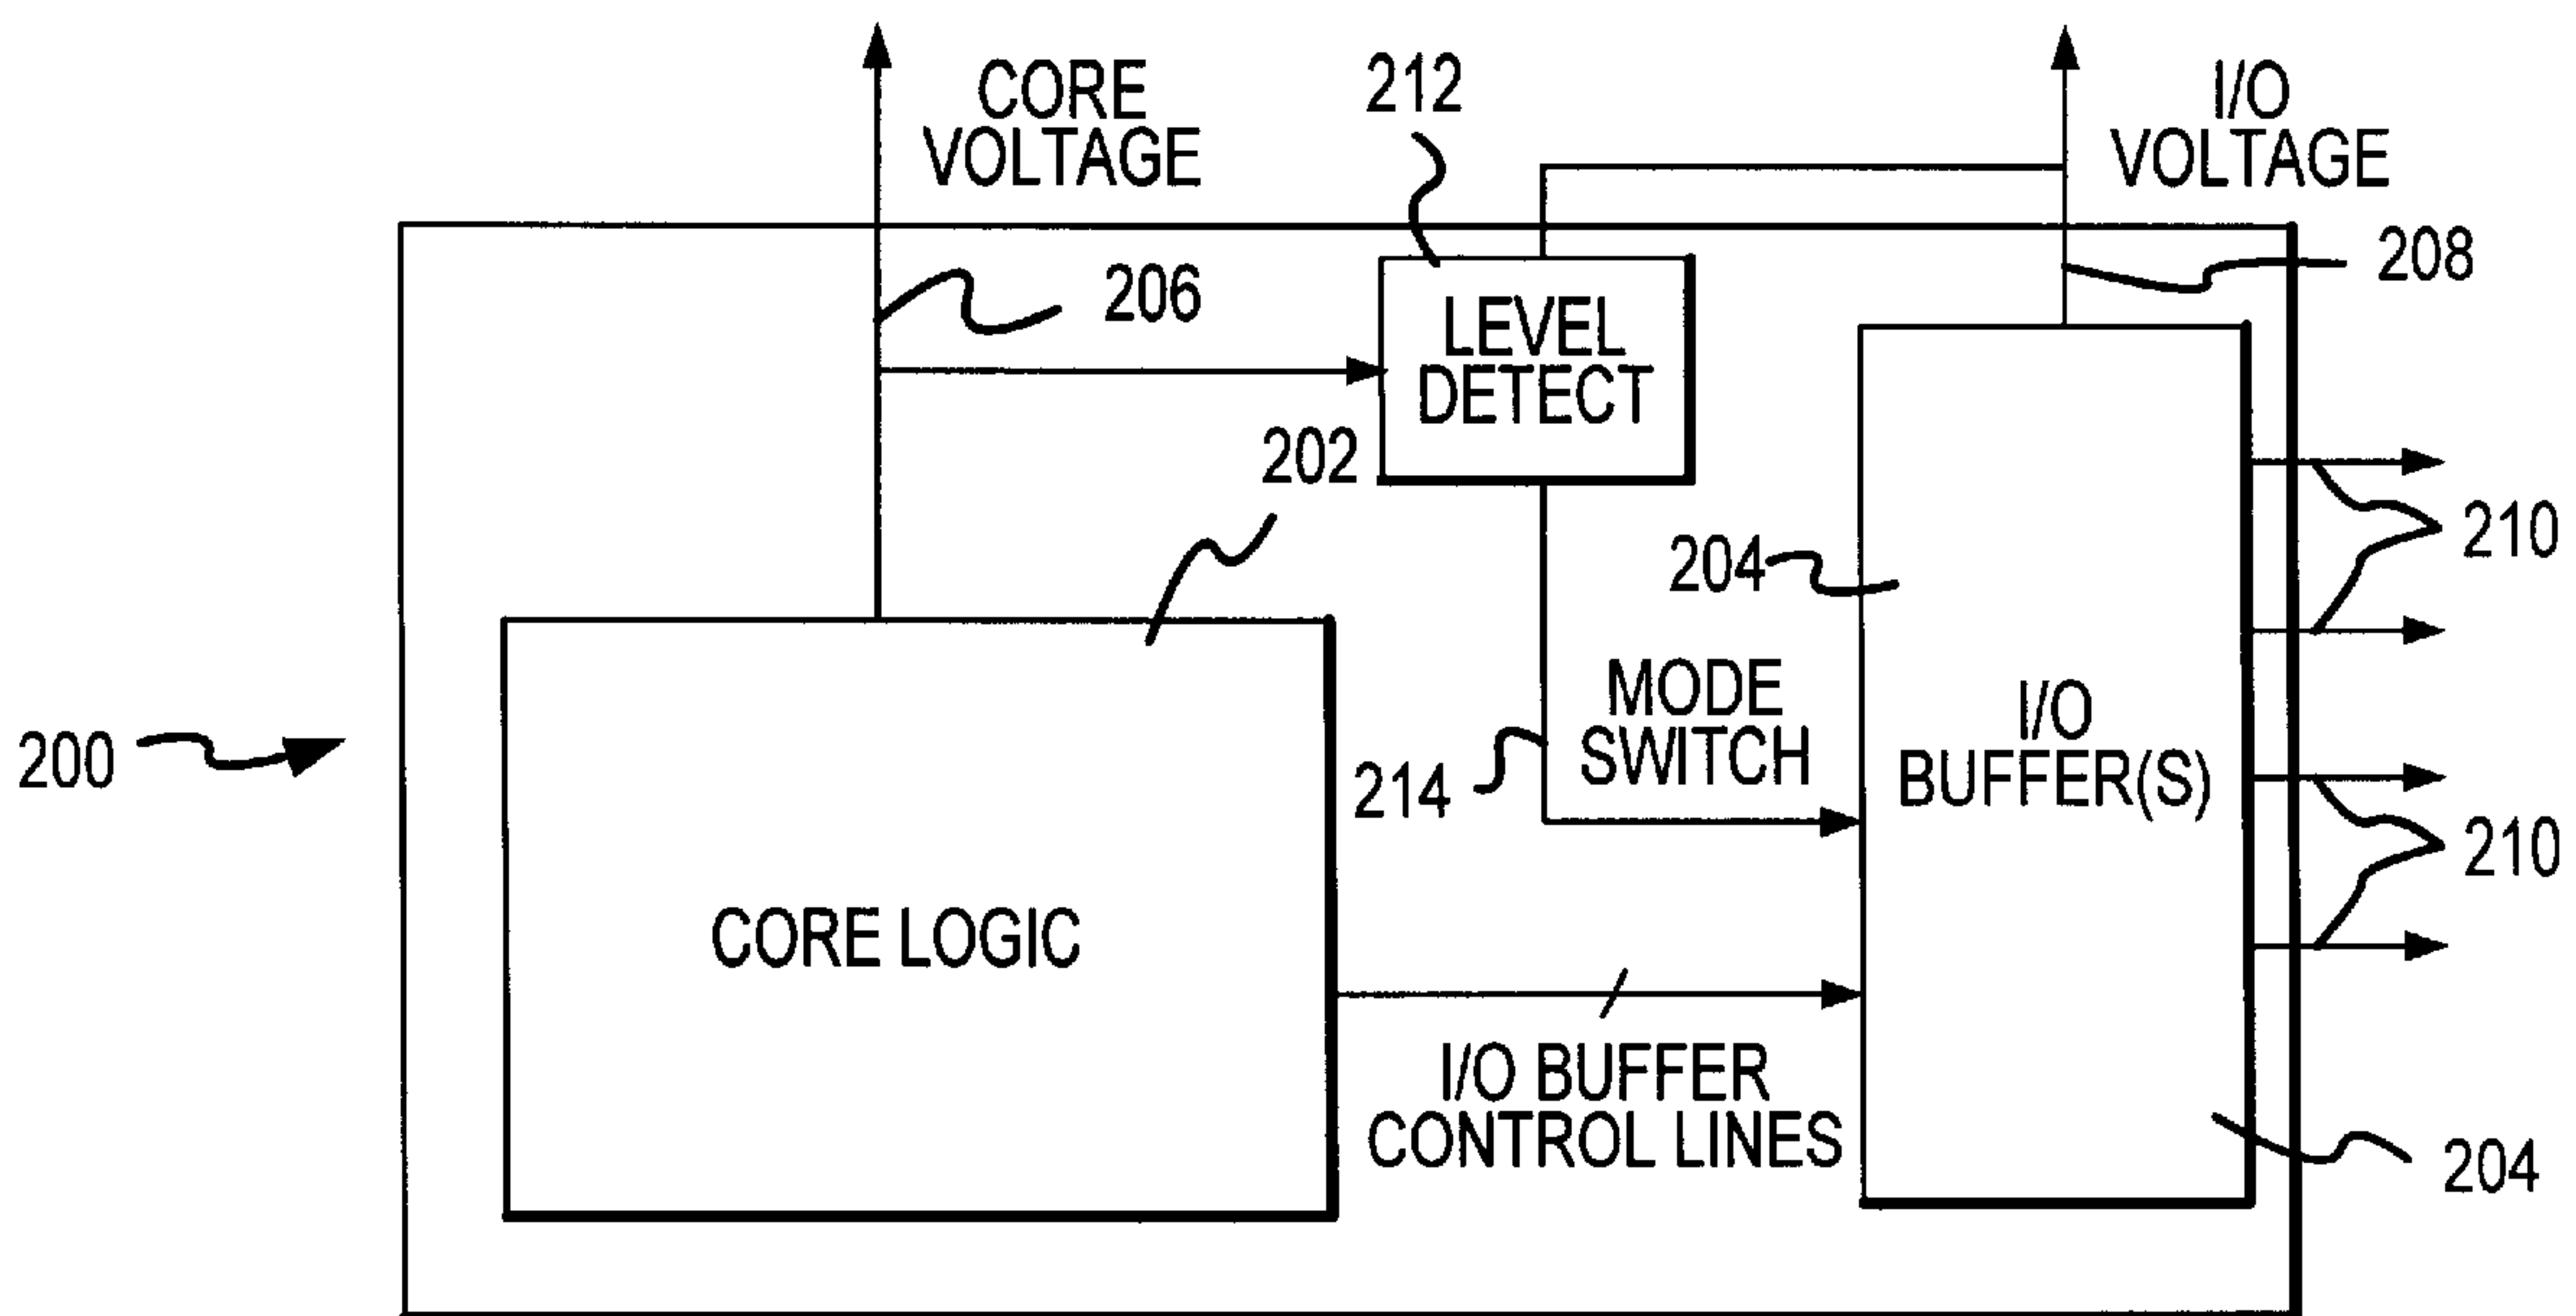 CORE
VOLTAGE
212
I/O
VOLTAGE
206
208
LEVEL
DETECT
202
204
210
200
214
MODE
SWITCH
I/O
BUFFER(S)
210
CORE LOGIC
I/O BUFFER
CONTROL LINES
204